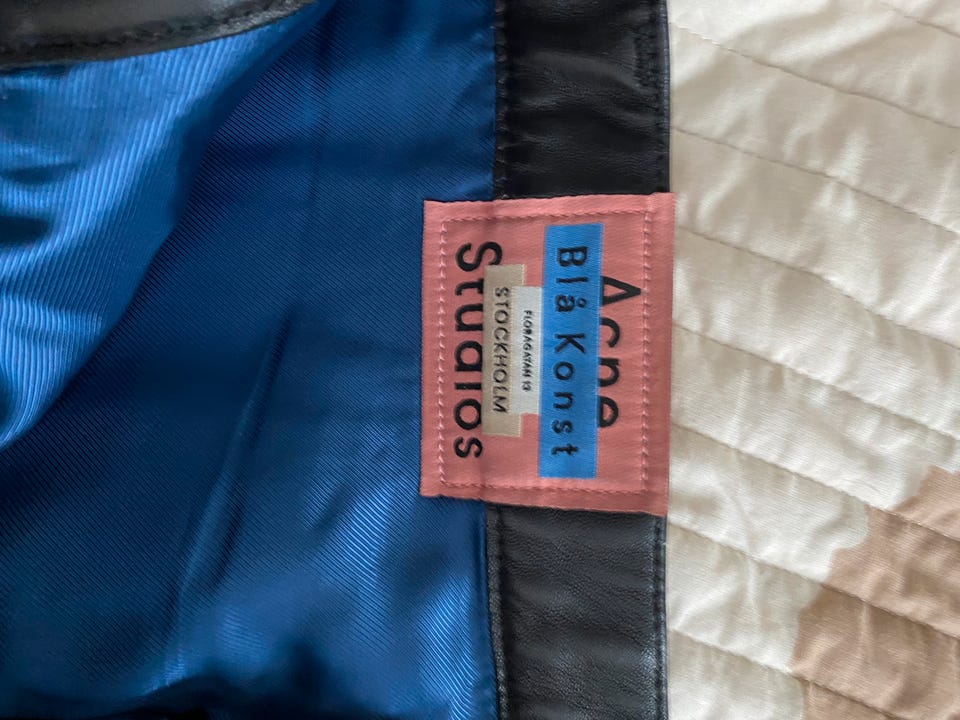 Acne
Blå Konst
FLORAGATAN 13
STOCKHOLM
Studios